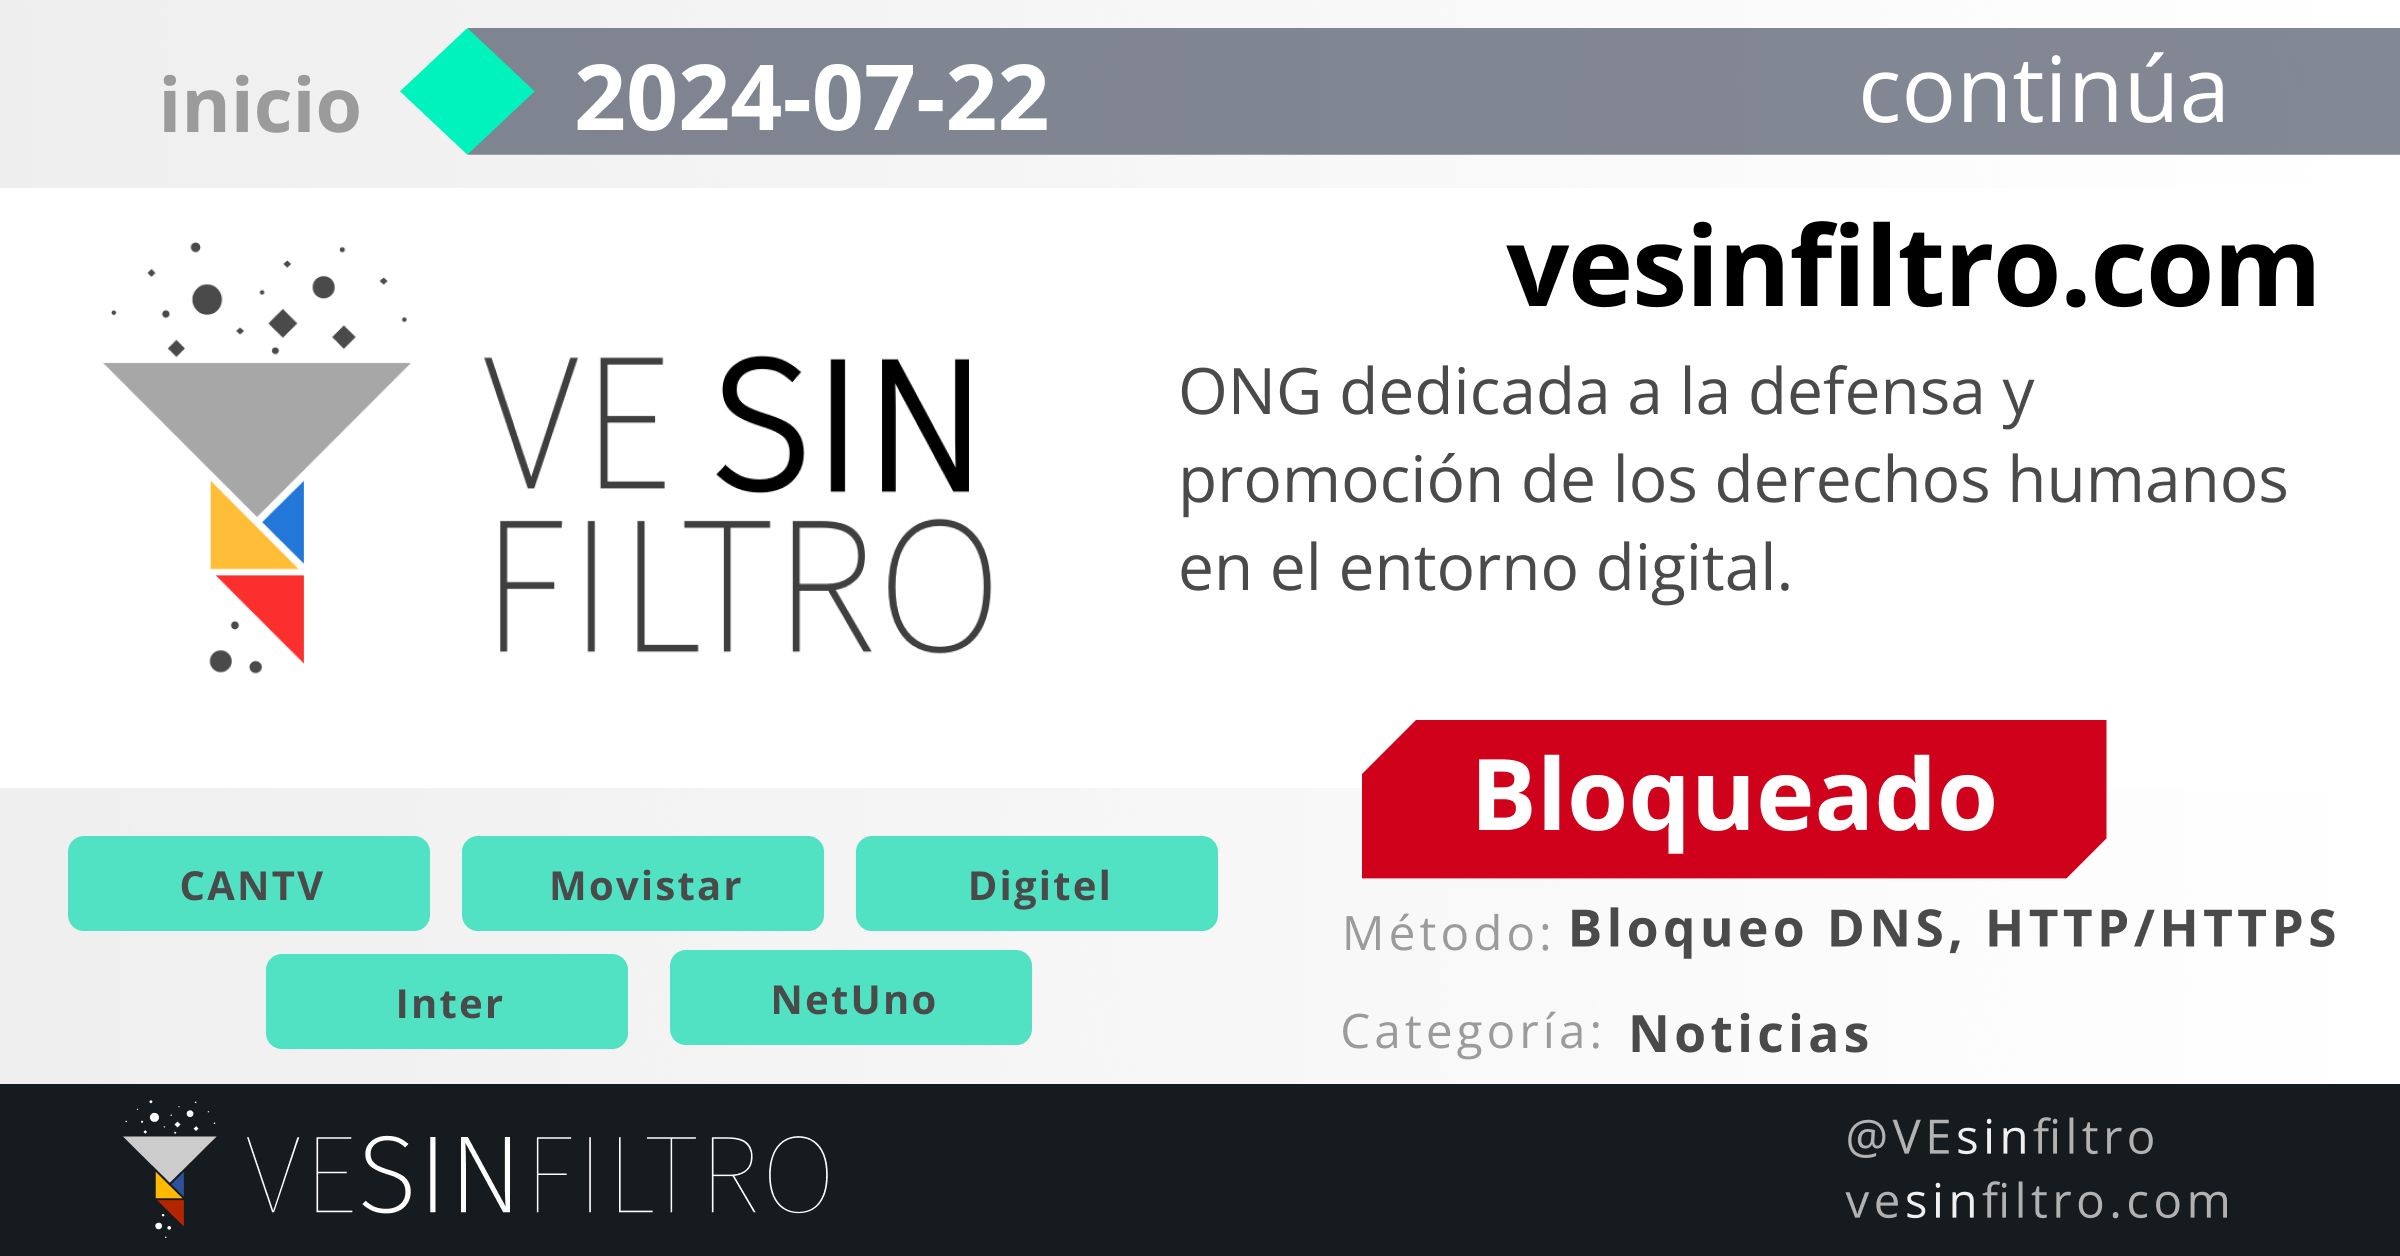 inicio
2024-07-22
continúa
VE SIN
FILTRO
vesinfiltro.com
ONG dedicada a la defensa y
promoción de los derechos humanos
en el entorno digital.
Bloqueado
CANTV
Movistar
Digitel
Inter
NetUno
Método: Bloqueo DNS, HTTP/HTTPS
Categoría: Noticias
VESINFILTRO
@VEsinfiltro
vesinfiltro.com